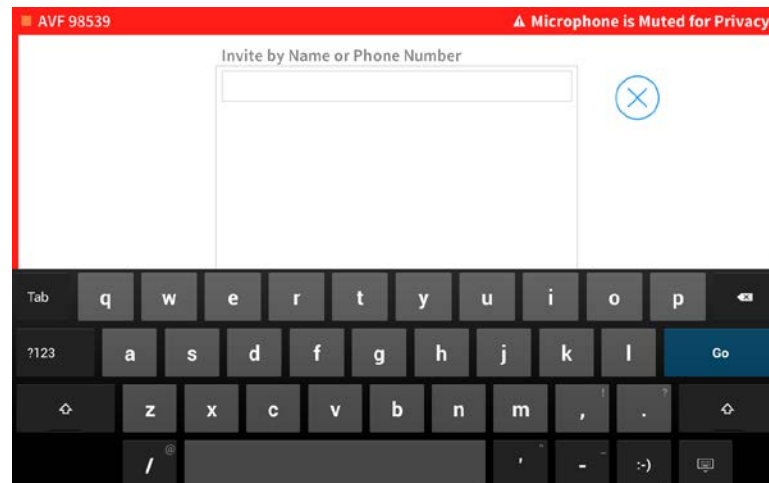 AVF 98539
Microphone is Muted for Privacy
Invite by Name or Phone Number
Tab q w e r t y u i o p
?123 a s d f g h j k l Go
z x c v b n m , ! . ?
/ @ ' " - _ :-)